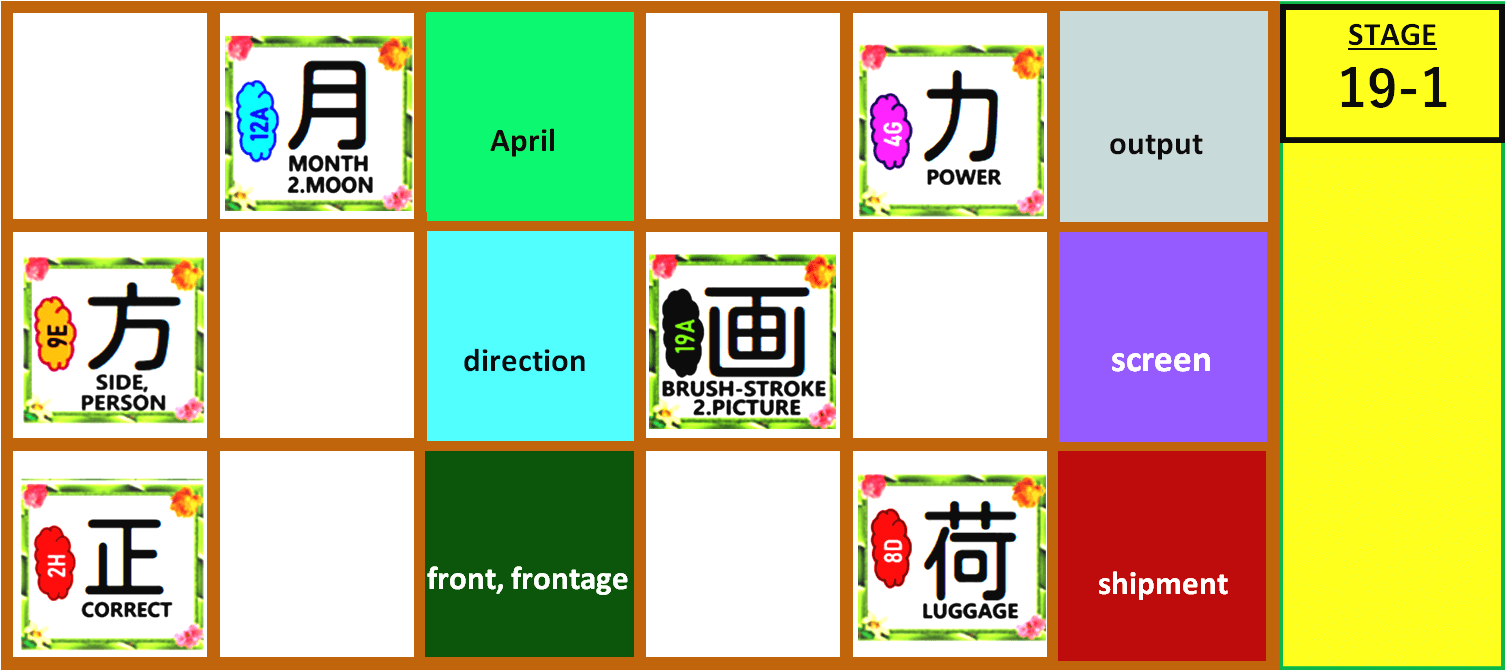 12A
月
MONTH
2.MOON
April
4G
力
POWER
output
STAGE
19-1
9E
方
SIDE,
PERSON
direction
19A
画
BRUSH-STROKE
2.PICTURE
screen
2H
正
CORRECT
front, frontage
8D
荷
LUGGAGE
shipment